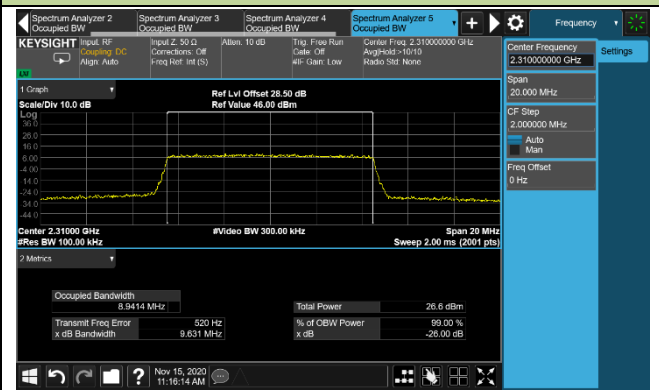 Spectrum Analyzer 2
Occupied BW
Spectrum Analyzer 3
Occupied BW
Spectrum Analyzer 4
Occupied BW
Spectrum Analyzer 5
Occupied BW
Frequency
KEYSIGHT
Input: RF
Coupling: DC
Align: Auto
Input Z: 50 Ω
Corrections: Off
Freq Ref: Int (S)
Atten: 10 dB
Trig: Free Run
Gate: Off
#IF Gain: Low
Center Freq: 2.310000000 GHz
Avg|Hold:>10/10
Radio Std: None
LXI
Center Frequency
2.310000000 GHz
Settings
Span
20.000 MHz
CF Step
2.000000 MHz
Auto
Man
Freq Offset
0 Hz
1 Graph
Scale/Div 10.0 dB
Ref Lvl Offset 28.50 dB
Ref Value 46.00 dBm
Log
36.0
26.0
16.0
6.00
-4.00
-14.0
-24.0
-34.0
-44.0
Center 2.31000 GHz
#Res BW 100.00 kHz
#Video BW 300.00 kHz
Span 20 MHz
Sweep 2.00 ms (2001 pts)
2 Metrics
Occupied Bandwidth
8.9414 MHz
Total Power
26.6 dBm
Transmit Freq Error
520 Hz
% of OBW Power
99.00 %
x dB Bandwidth
9.631 MHz
x dB
-26.00 dB
Nov 15, 2020
11:16:14 AM